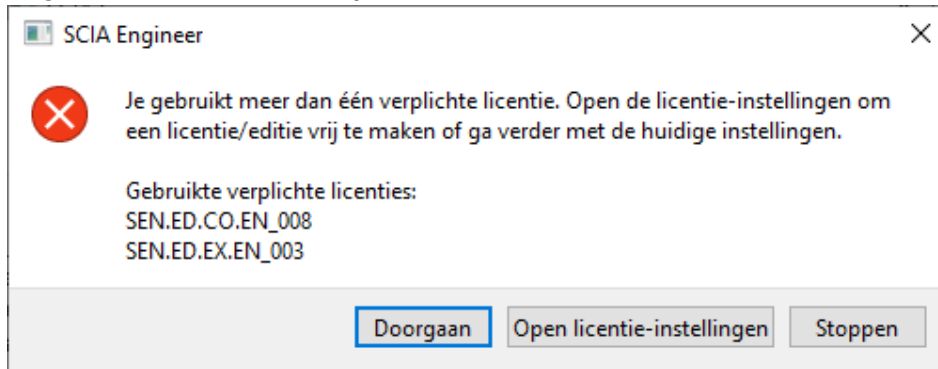 SCIA Engineer
Je gebruikt meer dan één verplichte licentie. Open de licentie-instellingen om
een licentie/editie vrij te maken of ga verder met de huidige instellingen.
Gebruikte verplichte licenties:
SEN.ED.CO.EN_008
SEN.ED.EX.EN_003
Doorgaan
Open licentie-instellingen
Stoppen